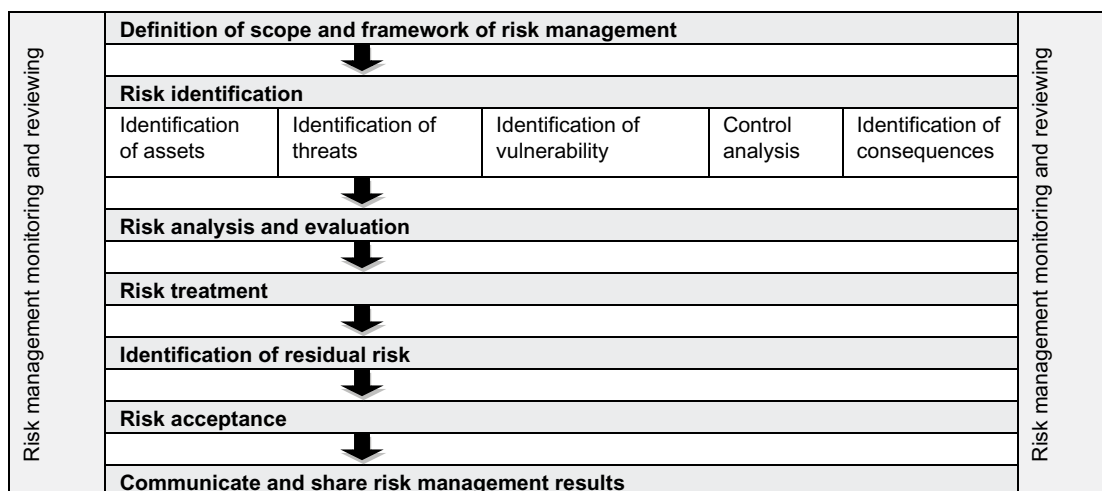 Risk management monitoring and reviewing
Definition of scope and framework of risk management
Risk identification
Identification
of assets
Identification of
threats
Identification of
vulnerability
Control
analysis
Identification of
consequences
Risk analysis and evaluation
Risk treatment
Identification of residual risk
Risk acceptance
Communicate and share risk management results
Risk management monitoring and reviewing